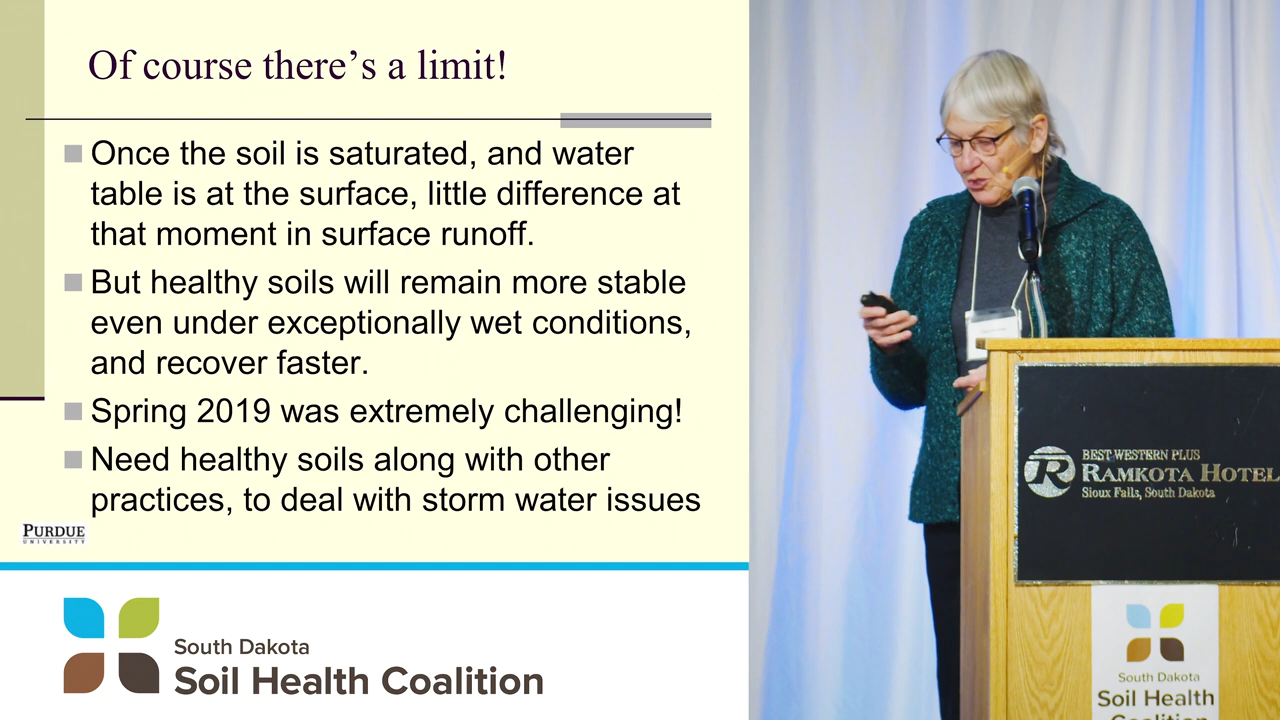 Of course there’s a limit!
Once the soil is saturated, and water
table is at the surface, little difference at
that moment in surface runoff.
But healthy soils will remain more stable
even under exceptionally wet conditions,
and recover faster.
Spring 2019 was extremely challenging!
Need healthy soils along with other
practices, to deal with storm water issues
PURDUE
UNIVERSITY
South Dakota
Soil Health Coalition
BEST WESTERN PLUS
RAMKOTA HOTEL
Sioux Falls, South Dakota
South Dakota
Soil Health
Coalition